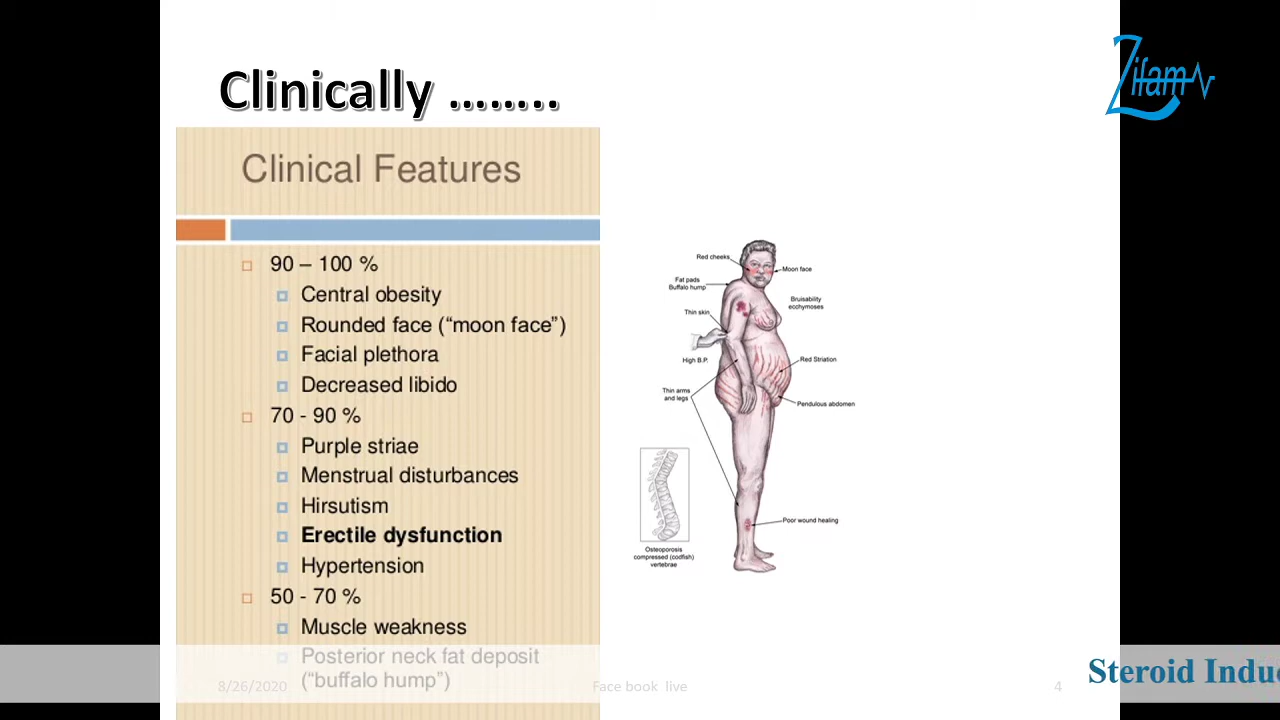 Zifam
Clinically ........
Clinical Features
90 – 100 %
Central obesity
Rounded face (“moon face”)
Facial plethora
Decreased libido
70 - 90 %
Purple striae
Menstrual disturbances
Hirsutism
Erectile dysfunction
Hypertension
50 - 70 %
Muscle weakness
Posterior neck fat deposit
(“buffalo hump”)
Red cheeks
Moon face
Fat pads
Buffalo hump
Bruisability
ecchymoses
Thin skin
High B.P.
Red Striation
Thin arms
and legs
Pendulous abdomen
Poor wound healing
Osteoporosis
compressed (codfish)
vertebrae
8/26/2020
Face book live
4
Steroid Indu